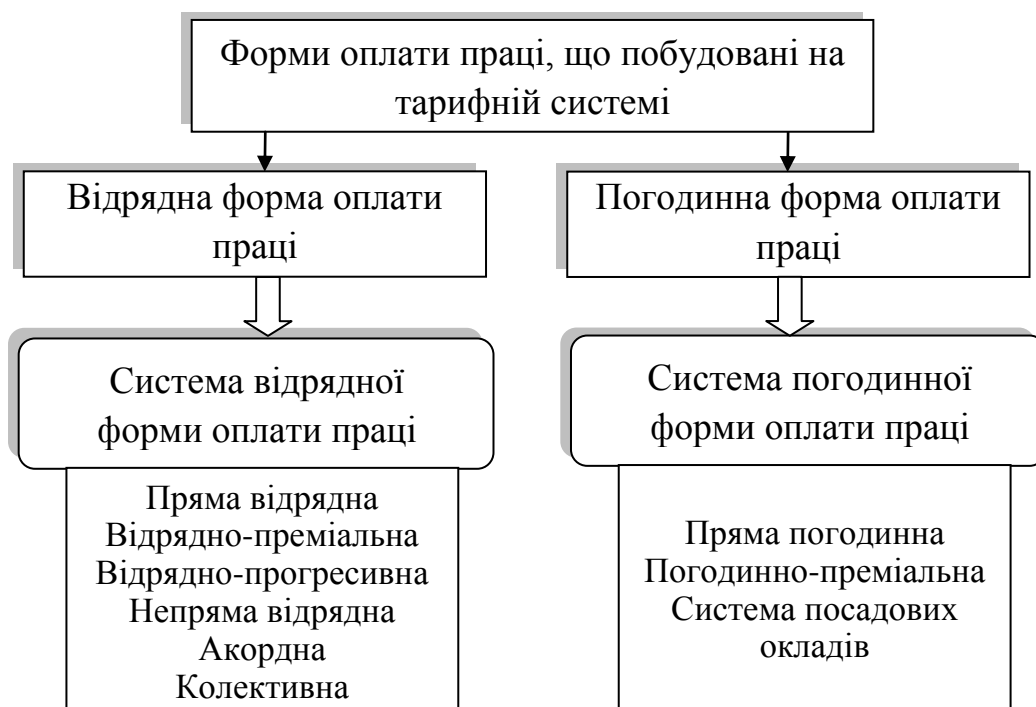 Форми оплати праці, що побудовані на
тарифній системі
Відрядна форма оплати
праці
Погодинна форма оплати
праці
Система відрядної
форми оплати праці
Система погодинної
форми оплати праці
Пряма відрядна
Відрядно-преміальна
Відрядно-прогресивна
Непряма відрядна
Акордна
Колективна
Пряма погодинна
Погодинно-преміальна
Система посадових
окладів